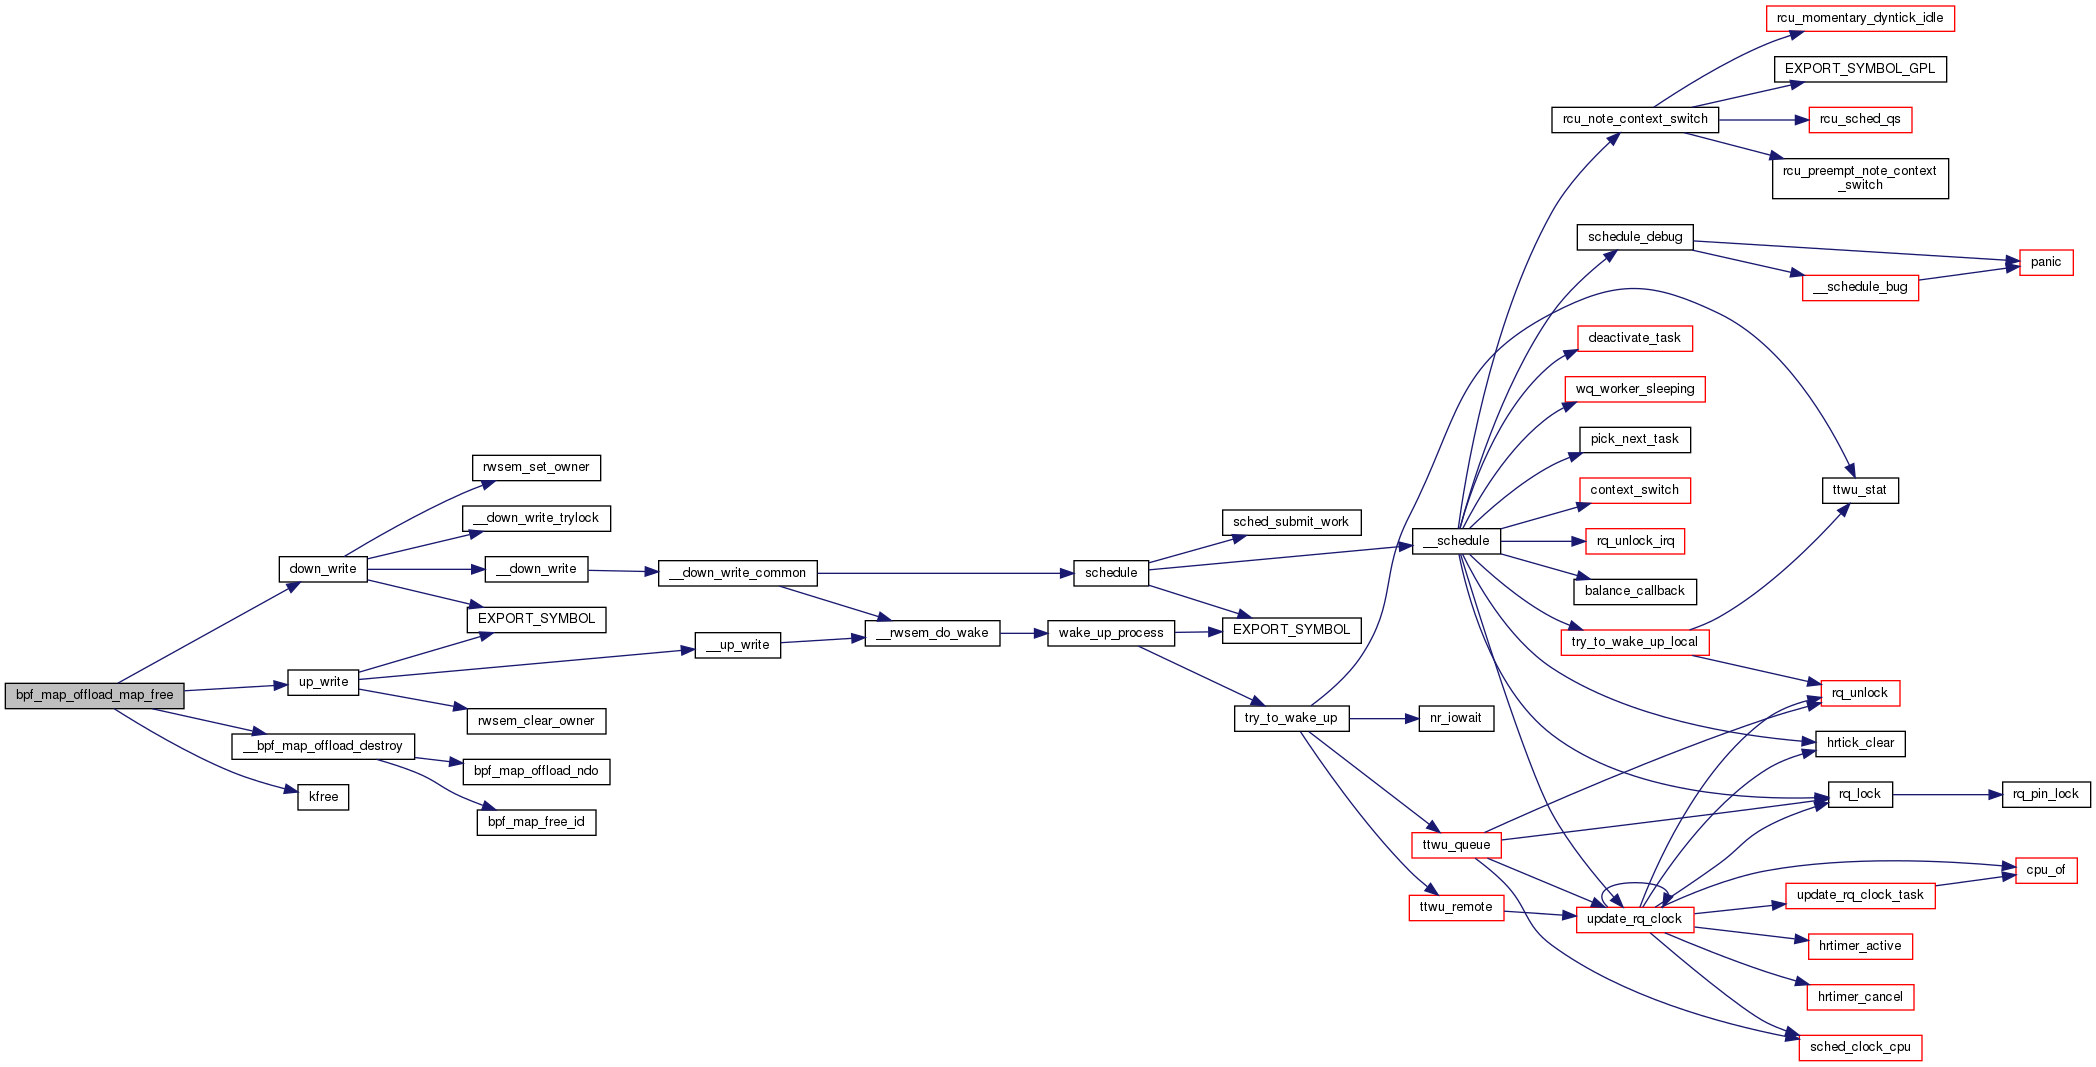 rcu_momentary_dyntick_idle
EXPORT_SYMBOL_GPL
rcu_note_context_switch
rcu_sched_qs
rcu_preempt_note_context
_switch
schedule_debug
panic
__schedule_bug
deactivate_task
wq_worker_sleeping
pick_next_task
rwsem_set_owner
context_switch
ttwu_stat
__down_write_trylock
sched_submit_work
__schedule
rq_unlock_irq
down_write
__down_write
__down_write_common
schedule
balance_callback
EXPORT_SYMBOL
__rwsem_do_wake
wake_up_process
EXPORT_SYMBOL
__up_write
try_to_wake_up_local
bpf_map_offload_map_free
up_write
rq_unlock
rwsem_clear_owner
try_to_wake_up
nr_iowait
__bpf_map_offload_destroy
hrtick_clear
bpf_map_offload_ndo
kfree
rq_lock
rq_pin_lock
bpf_map_free_id
ttwu_queue
cpu_of
update_rq_clock_task
ttwu_remote
update_rq_clock
hrtimer_active
hrtimer_cancel
sched_clock_cpu